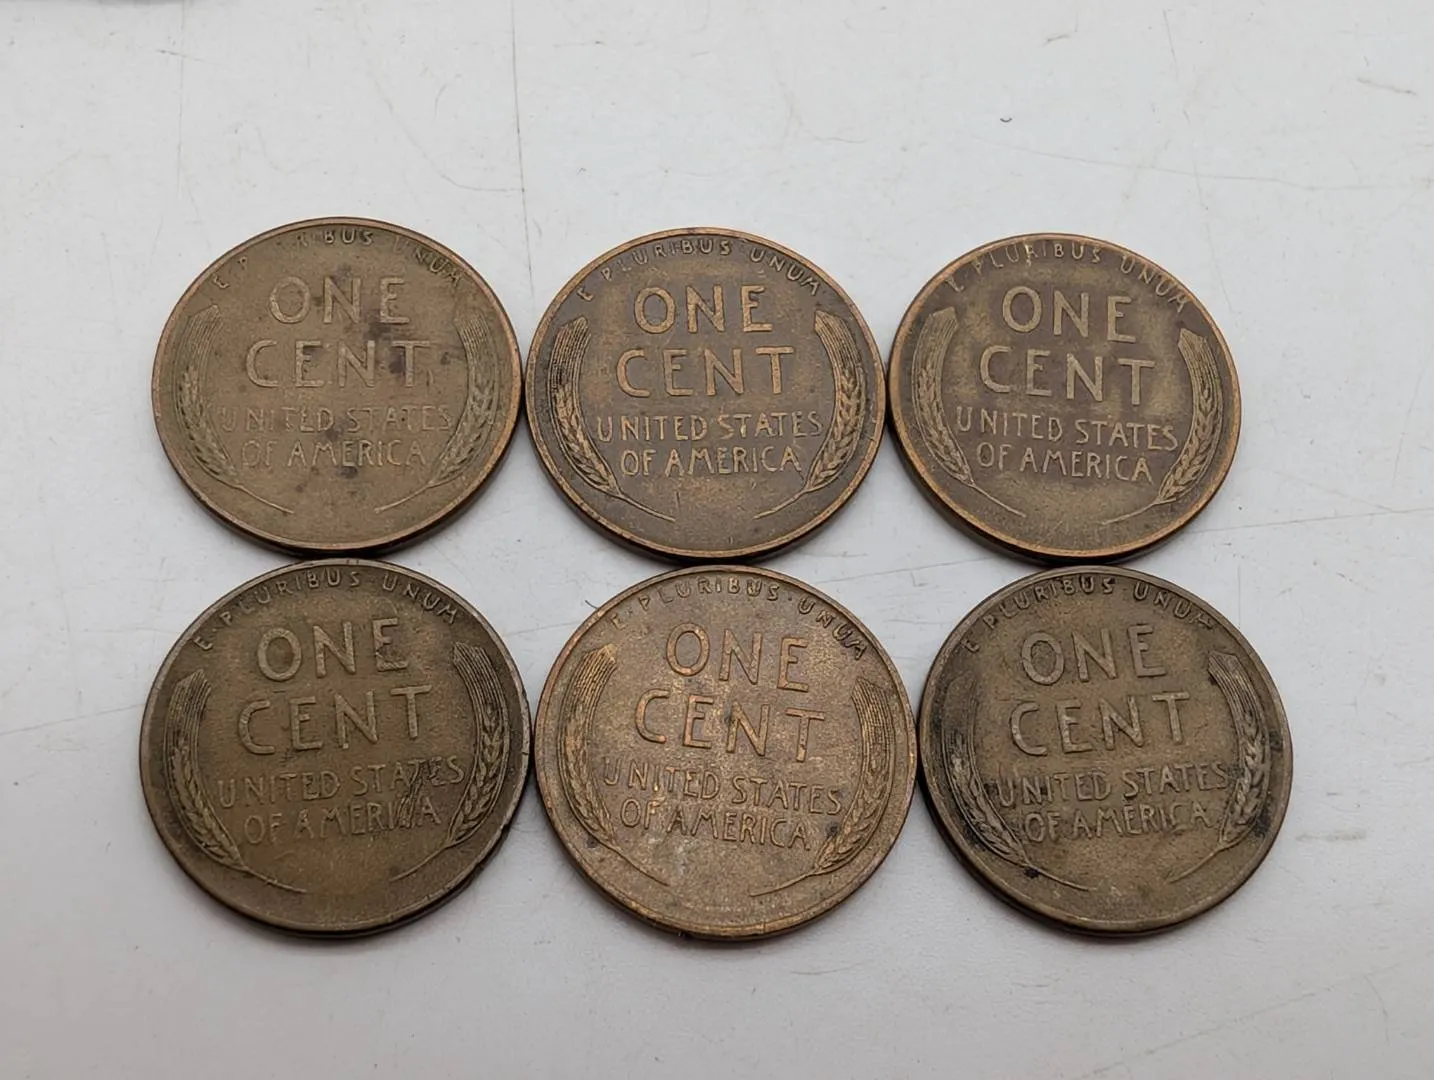 E P IBUS UNUM
ONE
CENT
UNITED STATES
OF AMERICA
E PLURIBUS UNUM
ONE
CENT
UNITED STATES
OF AMERICA
E·PLURIBUS UNUM
ONE
CENT
UNITED STATES
OF AMERICA
E·PLURIBUS·UNUM
ONE
CENT
UNITED STATES
OF AMERICA
E·PLURIBUS·UNUM
ONE
CENT
UNITED STATES
OF AMERICA
E PLURIBUS UNUM
ONE
CENT
UNITED STATES
OF AMERICA